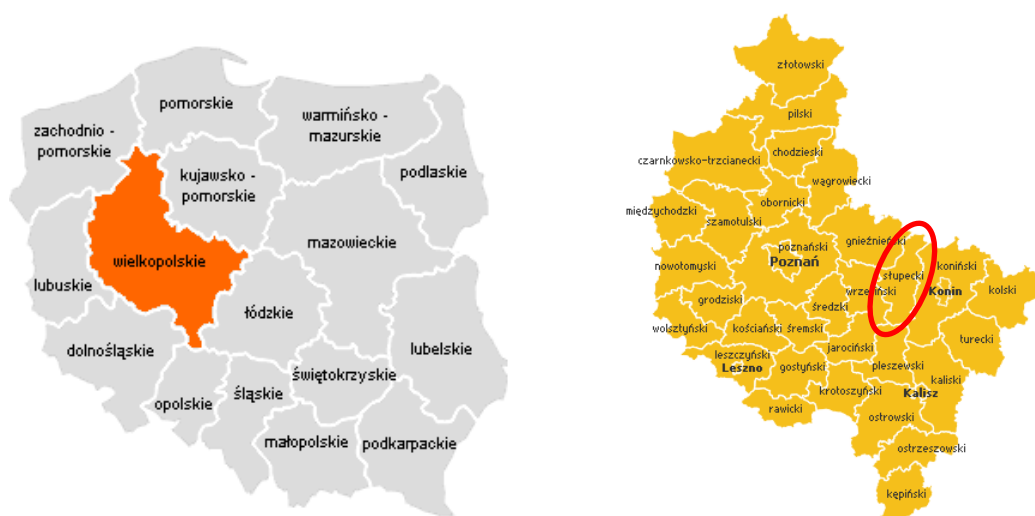 pomorskie
warmińsko -
mazurskie
zachodnio -
pomorskie
podlaskie
kujawsko -
pomorskie
mazowieckie
wielkopolskie
lubuskie
łódzkie
dolnośląskie
lubelskie
świętokrzyskie
śląskie
opolskie
małopolskie
podkarpackie
złotowski
pilski
chodzieski
czarnkowsko-trzcianecki
wągrowiecki
obornicki
międzychodzki
szamotulski
gnieźnieński
poznański
Poznań
nowotomyski
koniński
słupecki
Konin
kolski
wrzesiński
grodziski
średzki
wolsztyński
kościański
śremski
turecki
jarociński
leszczyński
Leszno
gostyński
pleszewski
kaliski
krotoszyński
Kalisz
rawicki
ostrowski
ostrzeszowski
kępiński